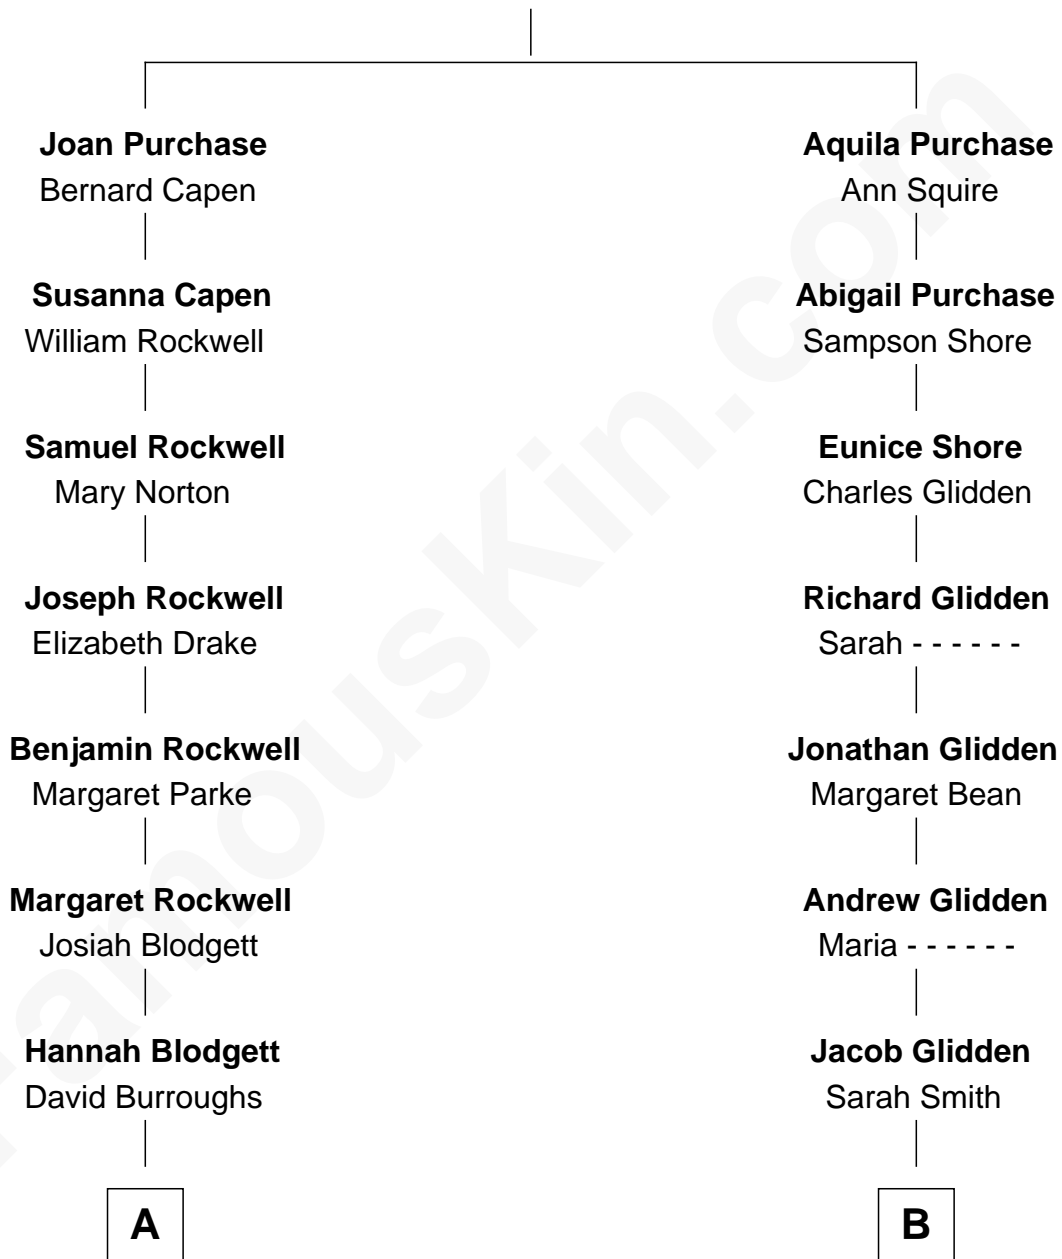 Joan Purchase
Bernard Capen
Susanna Capen
William Rockwell
Samuel Rockwell
Mary Norton
Joseph Rockwell
Elizabeth Drake
Benjamin Rockwell
Margaret Parke
Margaret Rockwell
Josiah Blodgett
Hannah Blodgett
David Burroughs
A
Aquila Purchase
Ann Squire
Abigail Purchase
Sampson Shore
Eunice Shore
Charles Glidden
Richard Glidden
Sarah - - - - - -
Jonathan Glidden
Margaret Bean
Andrew Glidden
Maria - - - - - -
Jacob Glidden
Sarah Smith
B
FamousKin.com